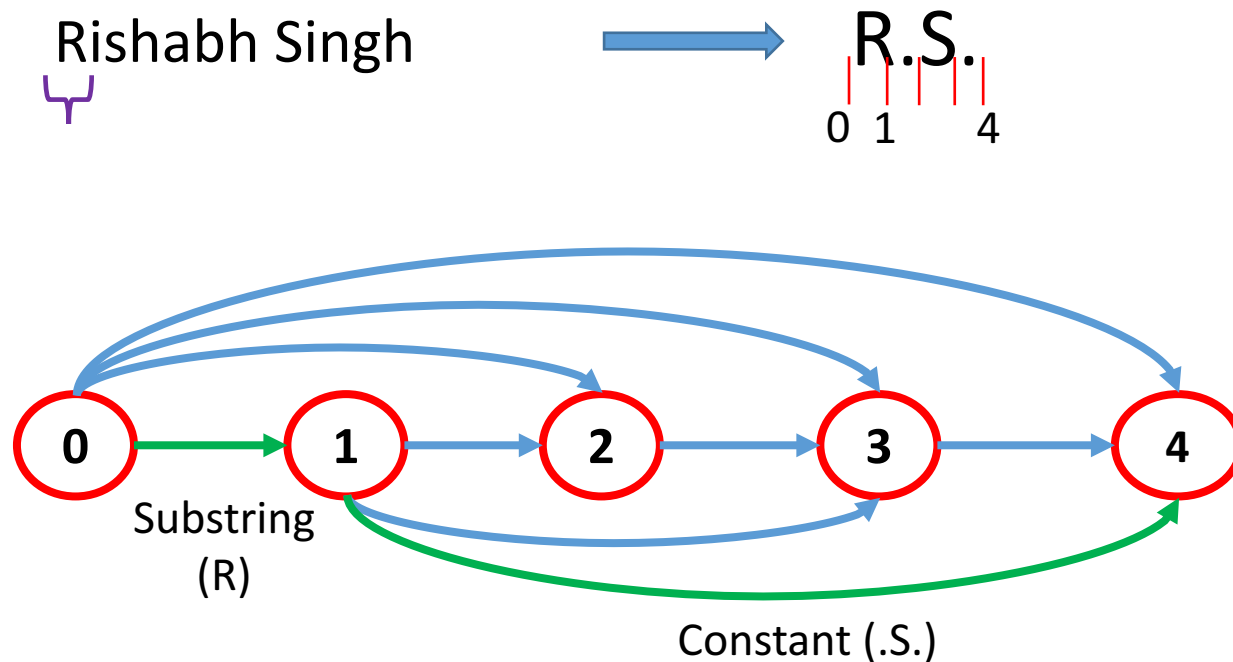 Rishabh Singh R.S.
0 1 4
0 1 2 3 4
Substring
(R)
Constant (.S.)